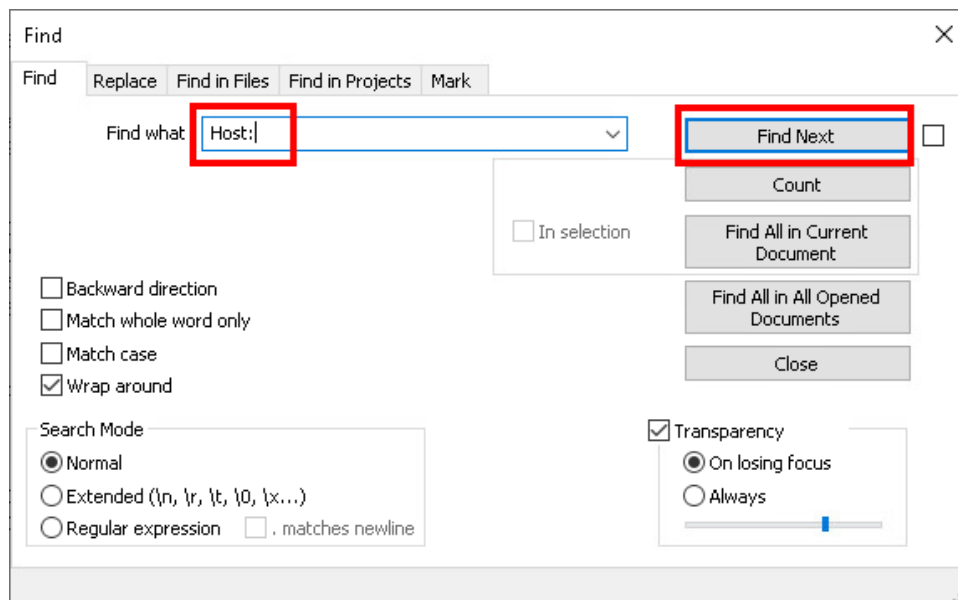 Find
Find Replace Find in Files Find in Projects Mark
Find what Host:
Find Next
Count
In selection
Find All in Current
Document
Find All in All Opened
Documents
Close
Backward direction
Match whole word only
Match case
Wrap around
Search Mode
Normal
Extended (\n, \r, \t, \0, \x...)
Regular expression . matches newline
Transparency
On losing focus
Always